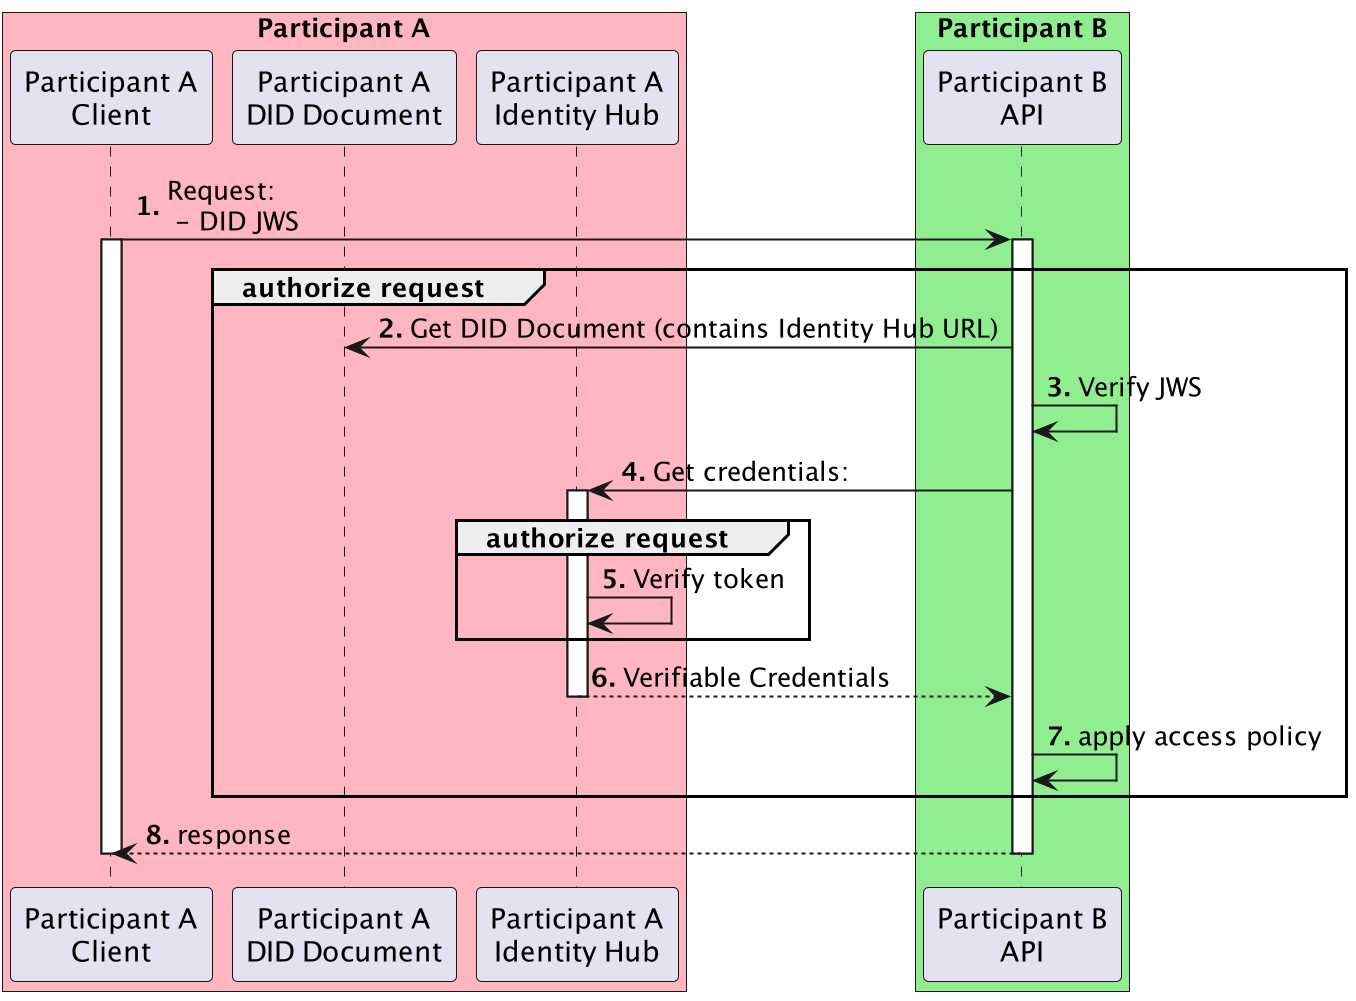 Participant A
Participant B
Participant A
Client
Participant A
DID Document
Participant A
Identity Hub
Participant B
API
1. Request:
– DID JWS
authorize request
2. Get DID Document (contains Identity Hub URL)
3. Verify JWS
4. Get credentials:
authorize request
5. Verify token
6. Verifiable Credentials
7. apply access policy
8. response
Participant A
Client
Participant A
DID Document
Participant A
Identity Hub
Participant B
API